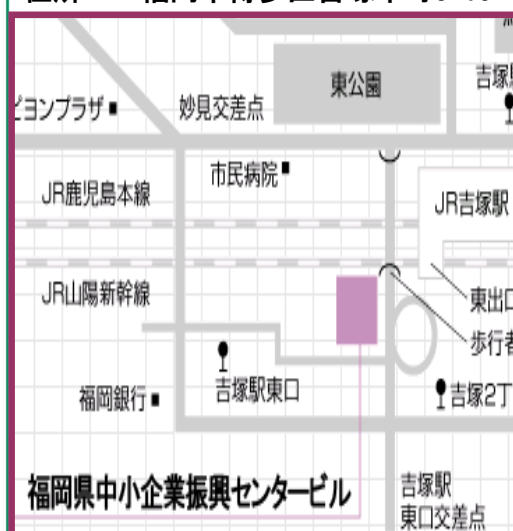 東公園
ピヨンプラザ
妙見交差点
市民病院
JR鹿児島本線
JR吉塚駅
JR山陽新幹線
東出口
歩行者
吉塚駅東口
福岡銀行
吉塚2丁
福岡県中小企業振興センタービル
吉塚駅
東口交差点